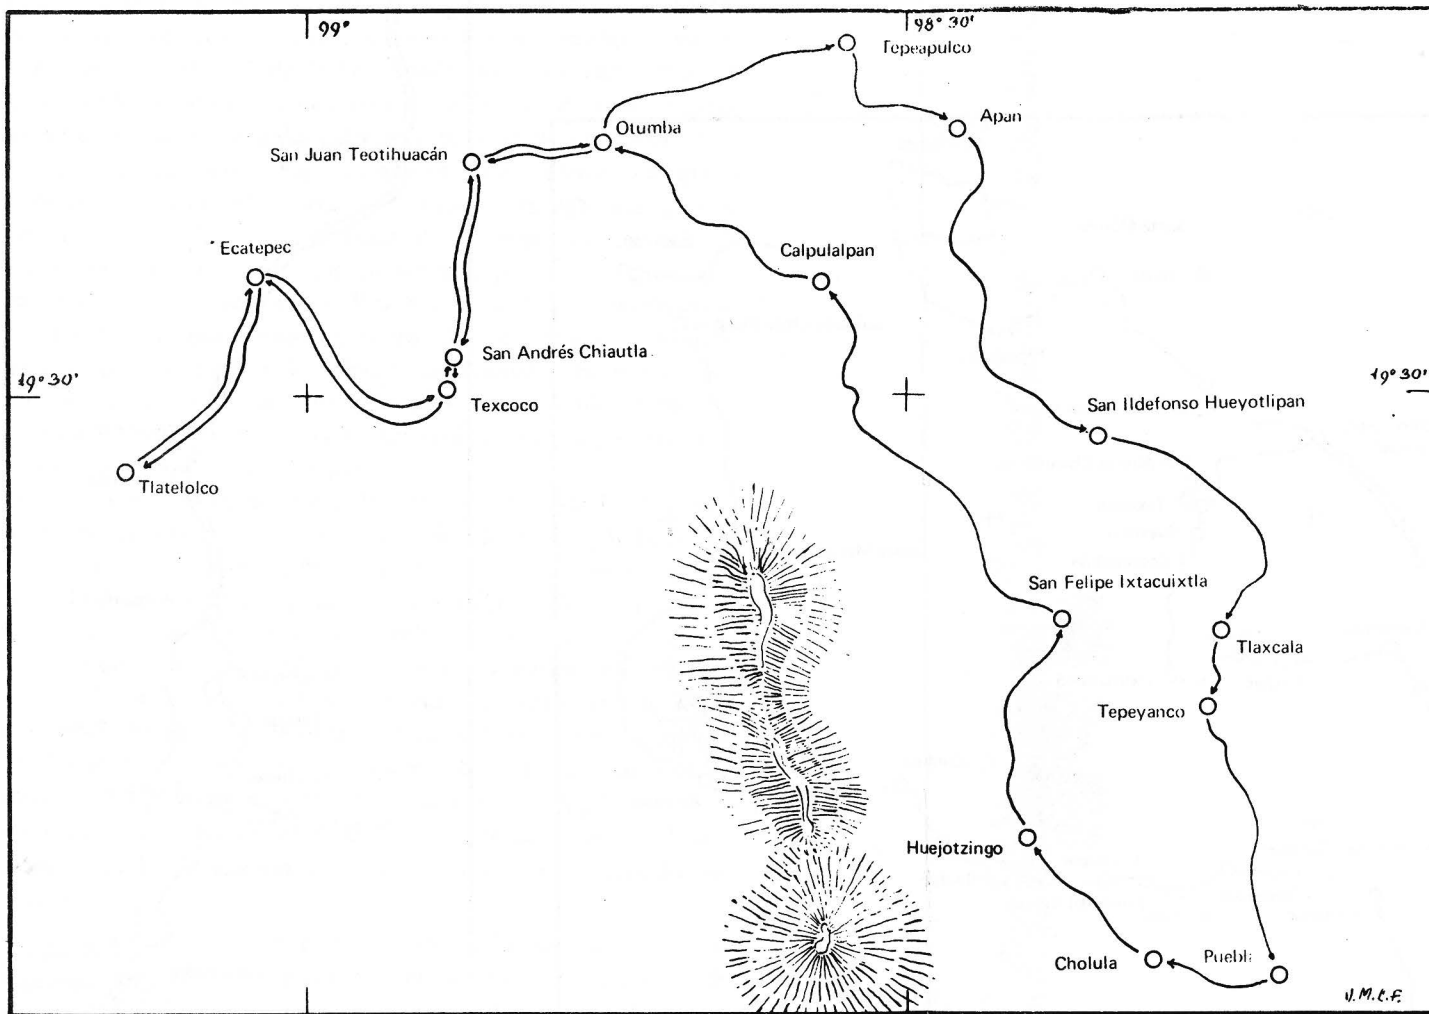 99°
98° 30'
Tepeapulco
Apan
Otumba
San Juan Teotihuacán
Ecatepec
Calpulalpan
San Andrés Chiautla
19° 30'
19° 30'
Texcoco
San Ildefonso Hueyotlipan
Tlatelolco
San Felipe Ixtacuixtla
Tlaxcala
Tepeyanco
Huejotzingo
Cholula
Puebla
V.M.C.F.